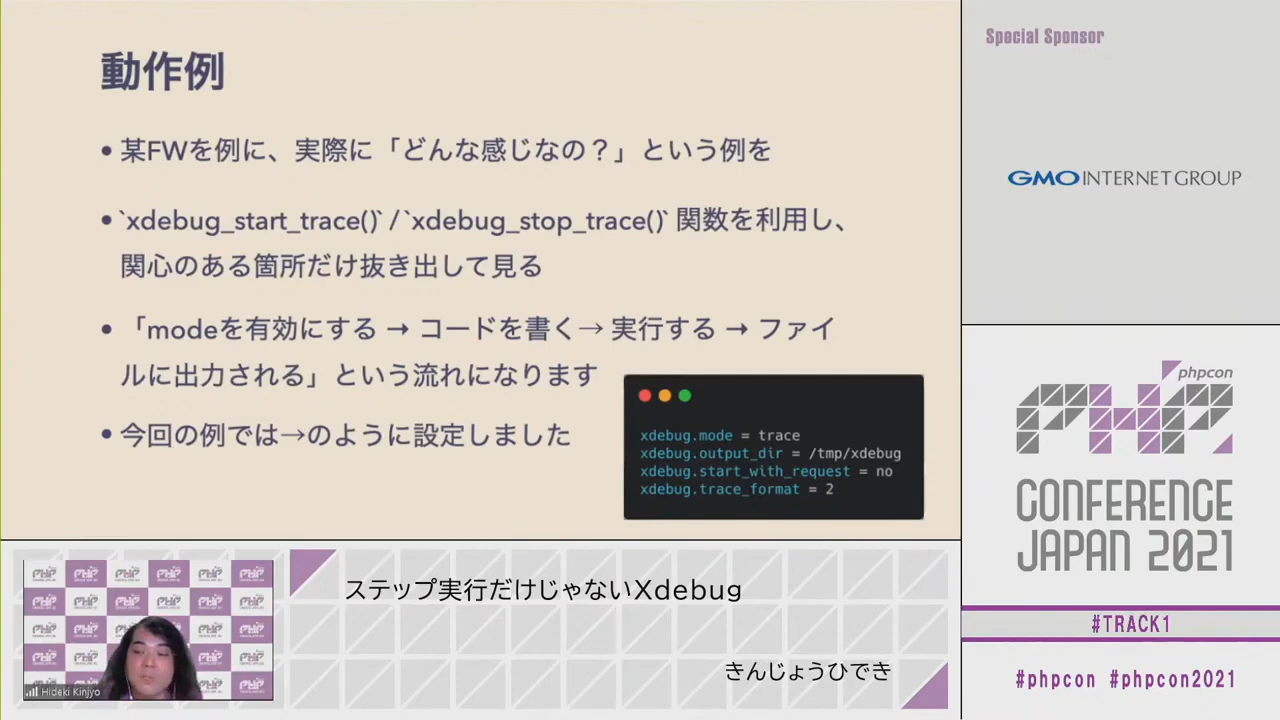 動作例
• 某FWを例に、実際に「どんな感じなの？」という例を
• `xdebug_start_trace()` / `xdebug_stop_trace()` 関数を利用し、
関心のある箇所だけ抜き出して見る
• 「modeを有効にする → コードを書く→ 実行する → ファイ
ルに出力される」という流れになります
• 今回の例では→のように設定しました
xdebug.mode = trace
xdebug.output_dir = /tmp/xdebug
xdebug.start_with_request = no
xdebug.trace_format = 2
Special Sponsor
GMO INTERNET GROUP
phpcon
PHP
CONFERENCE
JAPAN 2021
#TRACK1
#phpcon #phpcon2021
ステップ実行だけじゃないXdebug
きんじょうひでき
Hideki Kinjyo